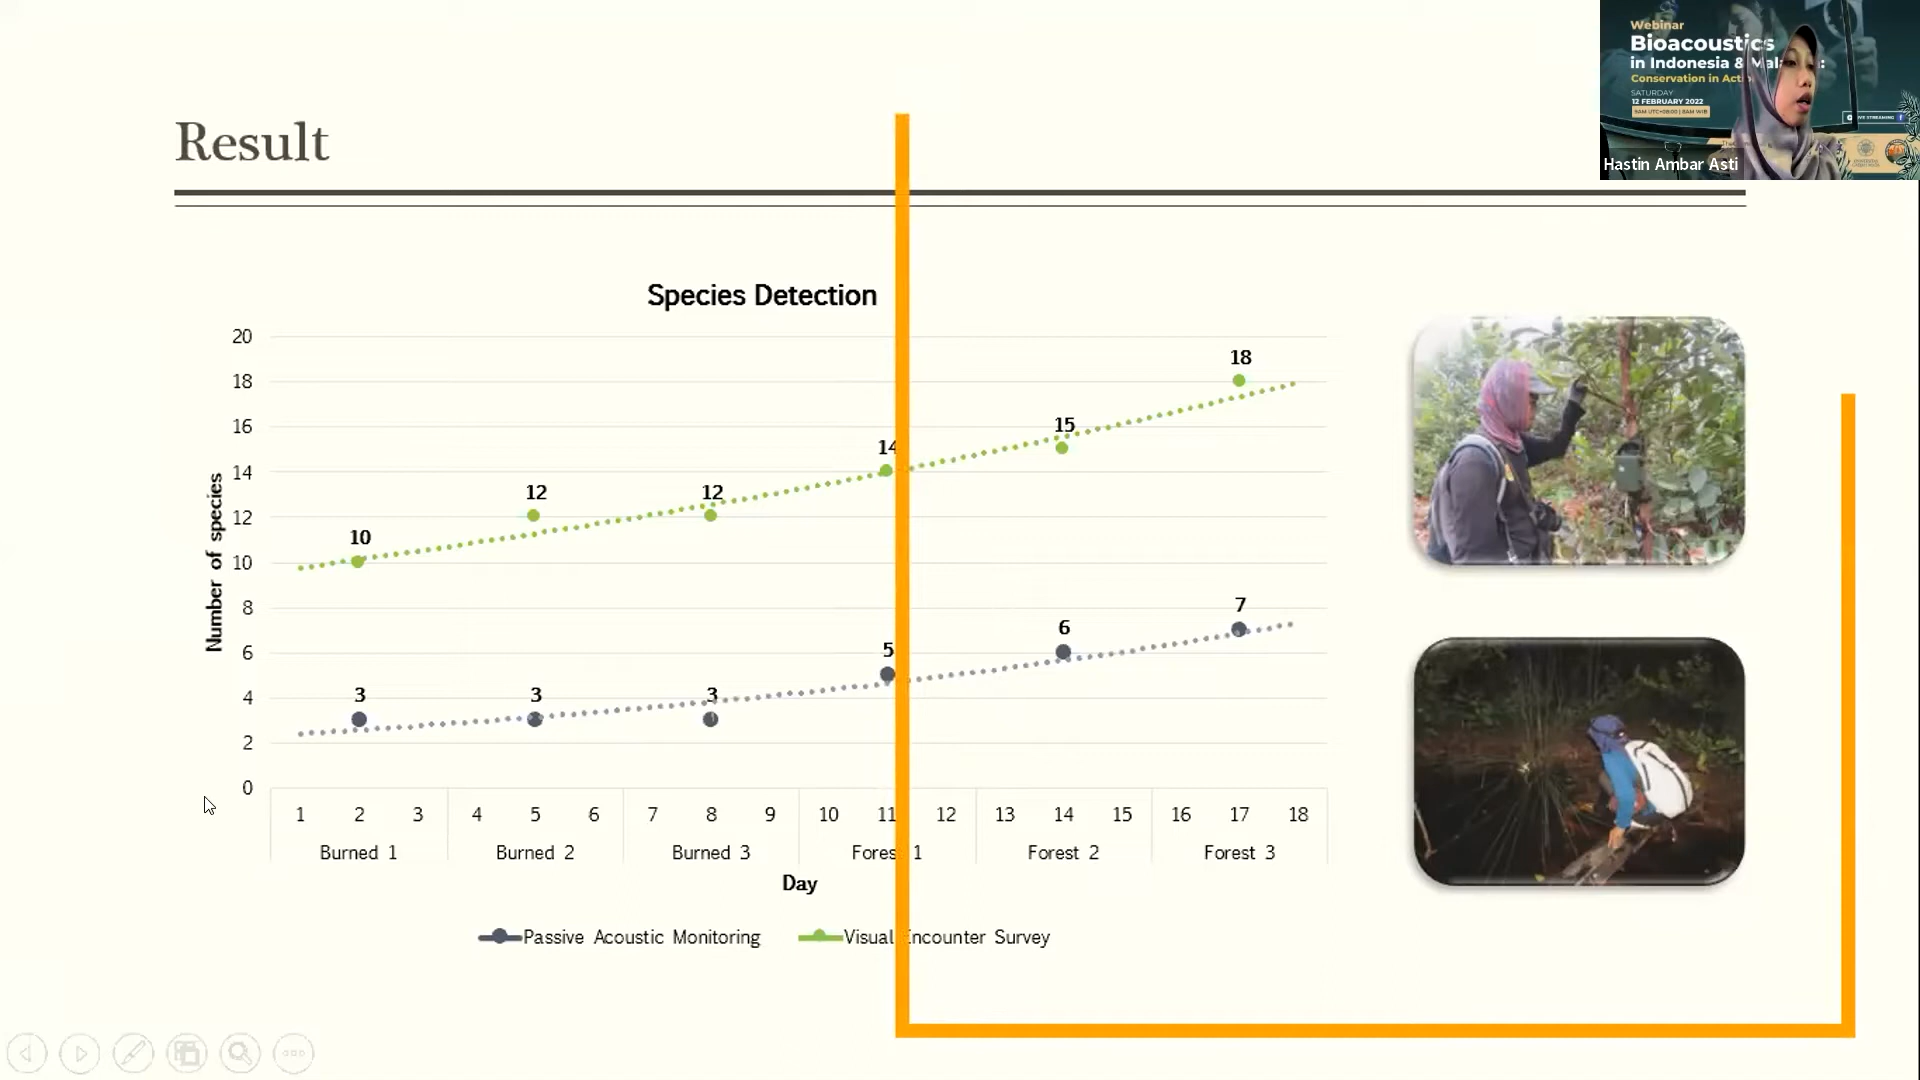 Webinar
Bioacoustics
in Indonesia &
Conservation in
SATURDAY
12 FEBRUARY 2022
Hastin Ambar Asti
Result
Species Detection
20
18
16
14
12
10
8
6
4
2
0
Number of species
10
12
12
14
15
18
3
3
3
5
6
7
1 2 3 4 5 6 7 8 9 10 11 12 13 14 15 16 17 18
Burned 1 Burned 2 Burned 3 Forest 1 Forest 2 Forest 3
Day
Passive Acoustic Monitoring Visual Encounter Survey